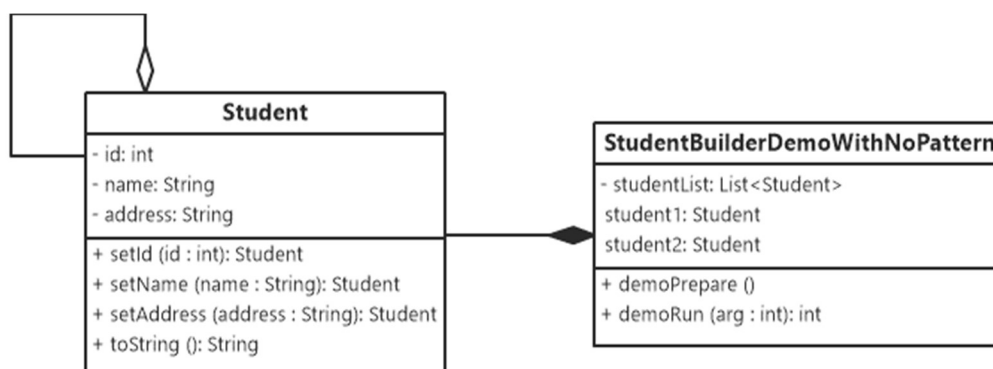 Student
- id: int
- name: String
- address: String
+ setId (id : int): Student
+ setName (name : String): Student
+ setAddress (address : String): Student
+ toString (): String
StudentBuilderDemoWithNoPattern
- studentList: List<Student>
student1: Student
student2: Student
+ demoPrepare ()
+ demoRun (arg : int): int